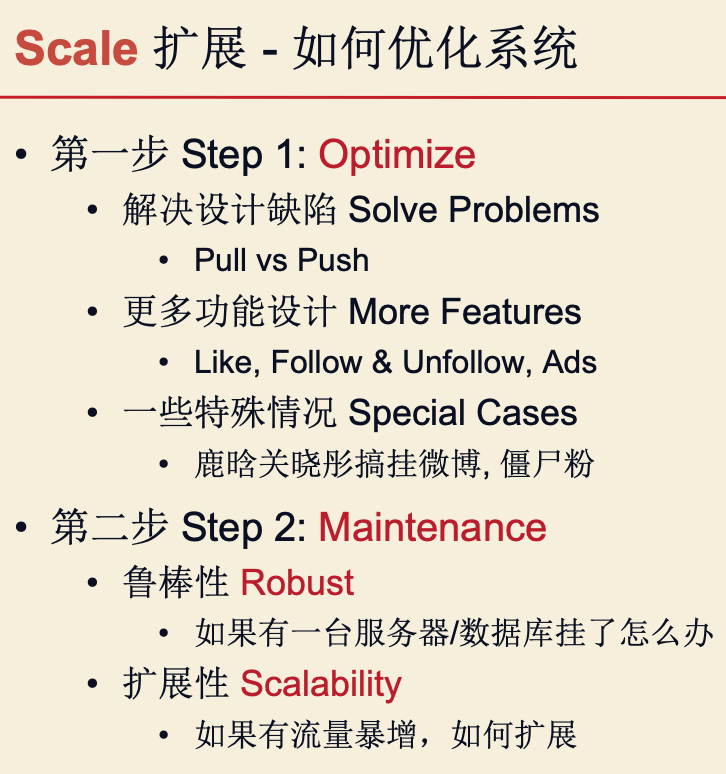 Scale 扩展 - 如何优化系统
• 第一步 Step 1: Optimize
• 解决设计缺陷 Solve Problems
• Pull vs Push
• 更多功能设计 More Features
• Like, Follow & Unfollow, Ads
• 一些特殊情况 Special Cases
• 鹿晗关晓彤搞挂微博, 僵尸粉
• 第二步 Step 2: Maintenance
• 鲁棒性 Robust
• 如果有一台服务器/数据库挂了怎么办
• 扩展性 Scalability
• 如果有流量暴增，如何扩展